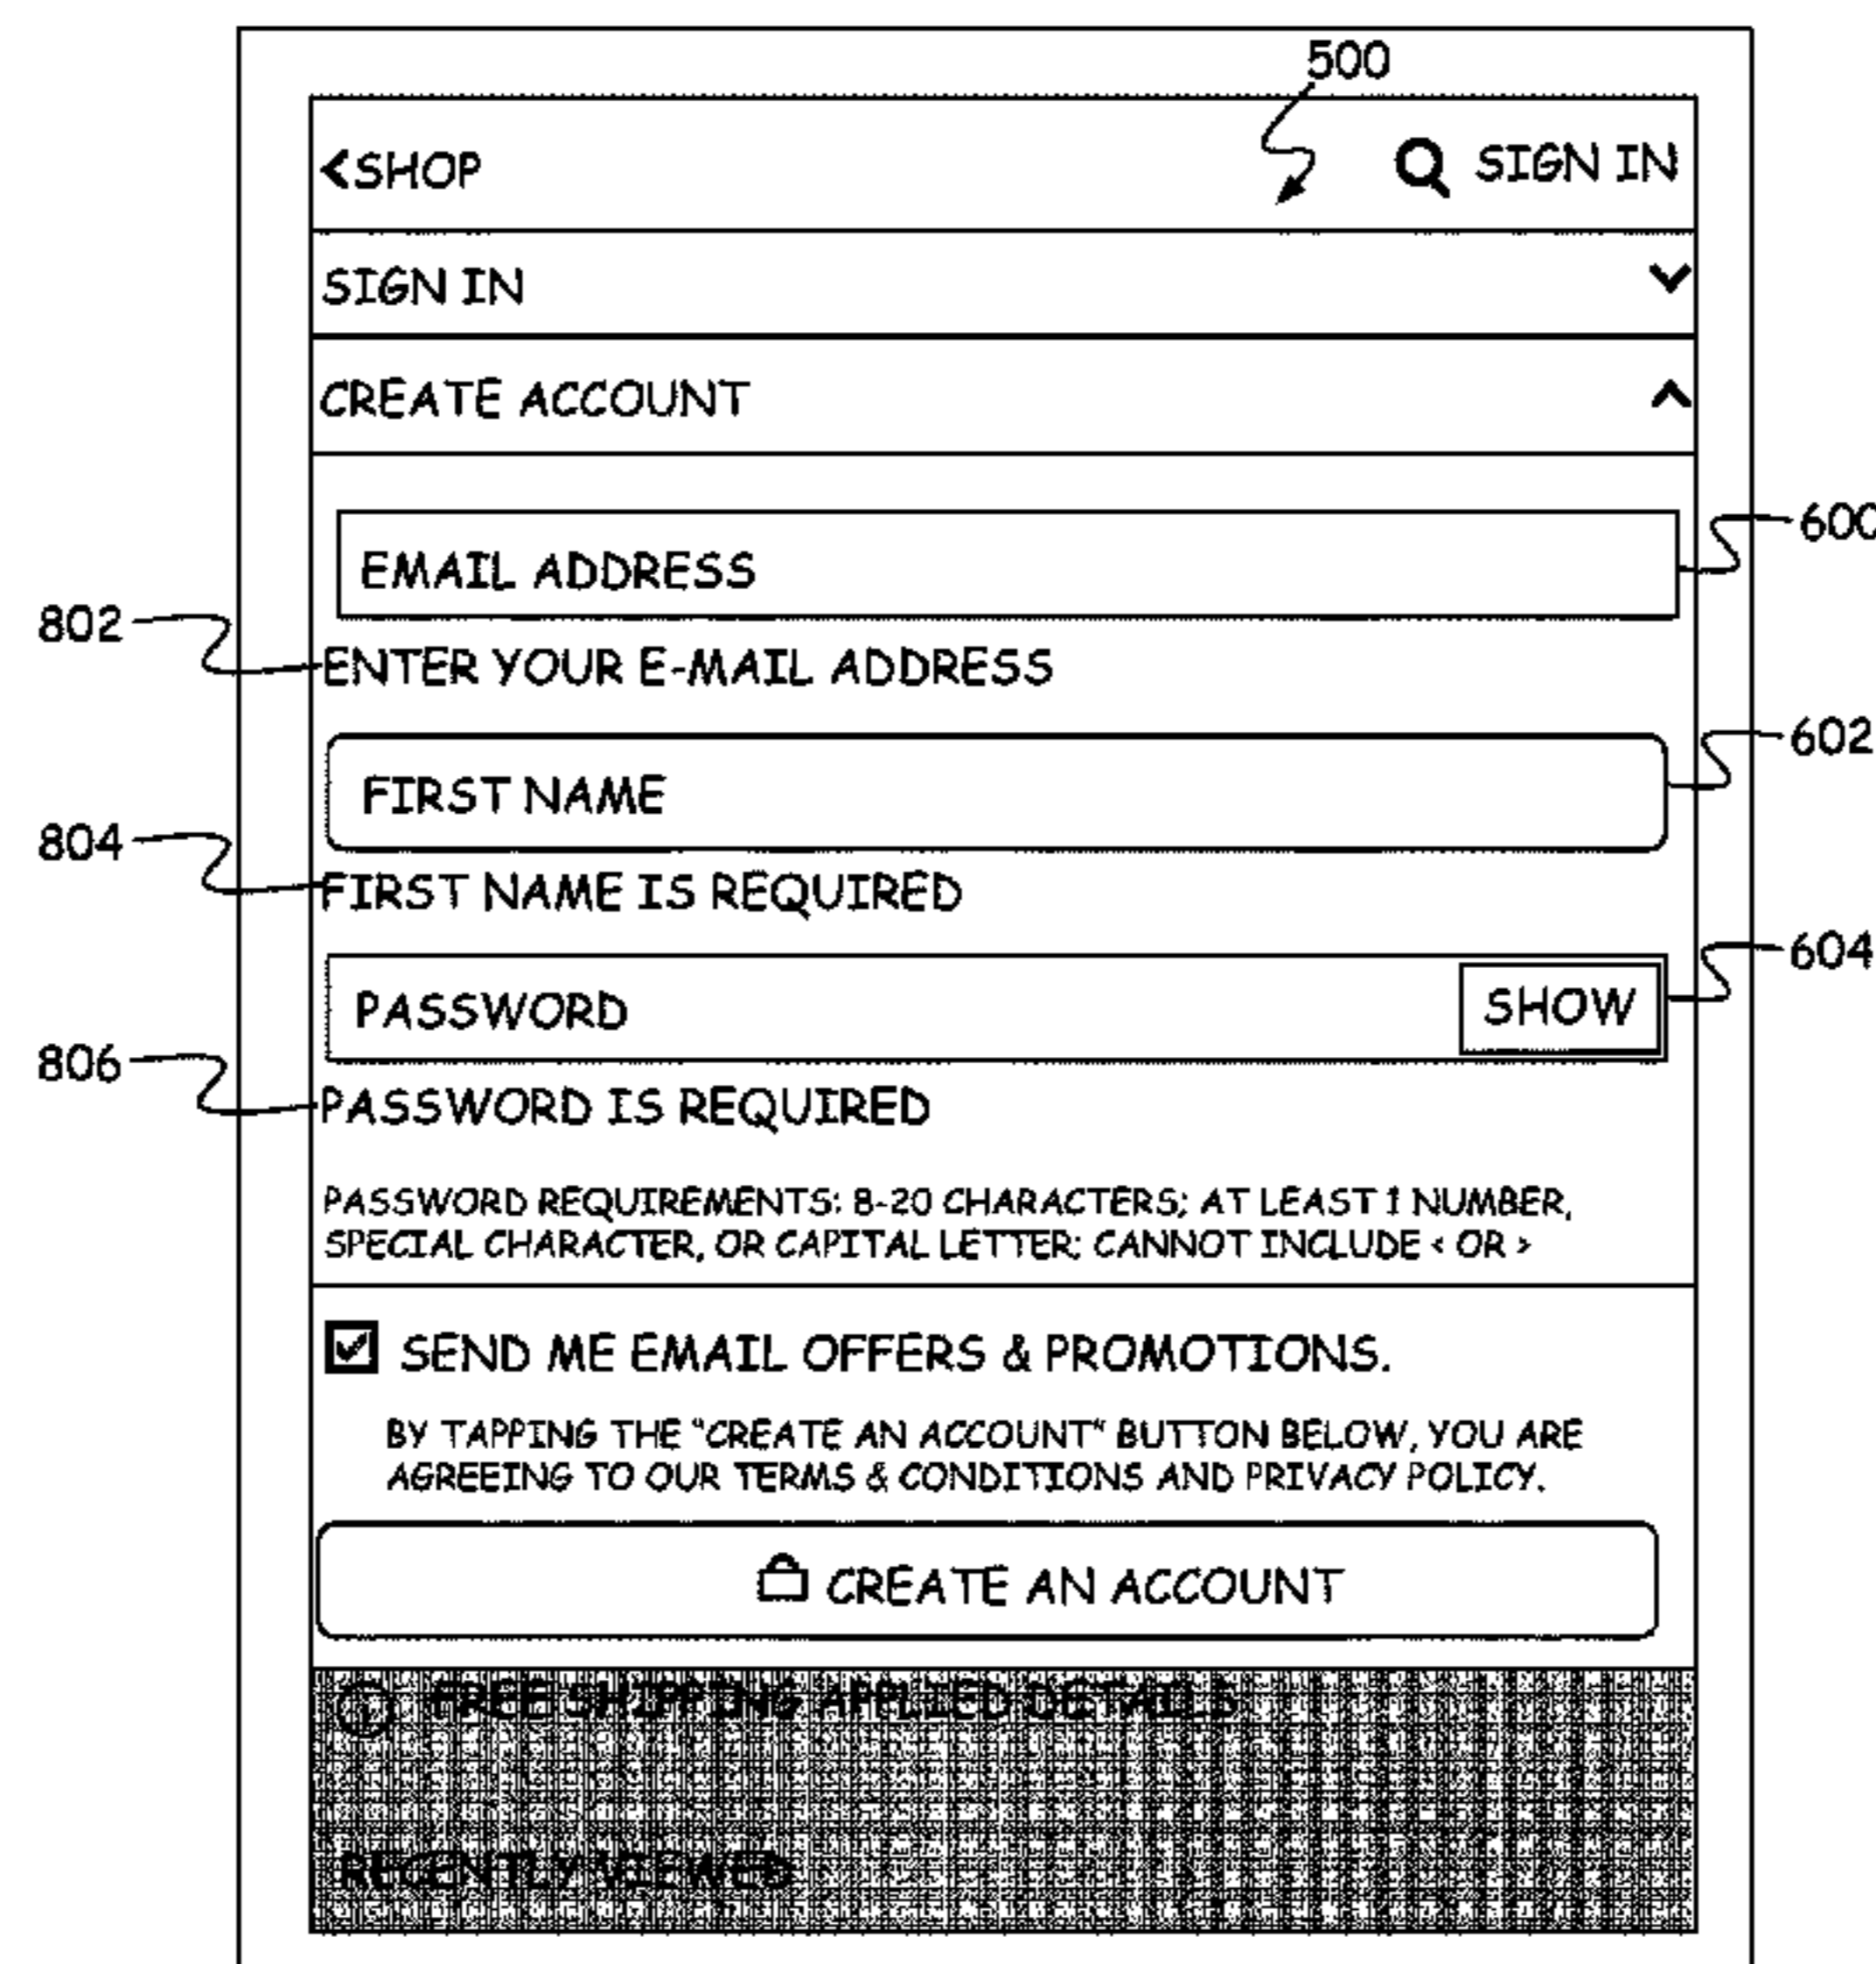 500
<SHOP SIGN IN
SIGN IN
CREATE ACCOUNT
600
EMAIL ADDRESS
802
ENTER YOUR E-MAIL ADDRESS
602
FIRST NAME
804
FIRST NAME IS REQUIRED
604
PASSWORD SHOW
806
PASSWORD IS REQUIRED
PASSWORD REQUIREMENTS: 8-20 CHARACTERS; AT LEAST 1 NUMBER,
SPECIAL CHARACTER, OR CAPITAL LETTER; CANNOT INCLUDE < OR >
SEND ME EMAIL OFFERS & PROMOTIONS.
BY TAPPING THE "CREATE AN ACCOUNT" BUTTON BELOW, YOU ARE
AGREEING TO OUR TERMS & CONDITIONS AND PRIVACY POLICY.
CREATE AN ACCOUNT
FREE SHIPPING APPLIED DETAILS
RECENTLY VIEWED